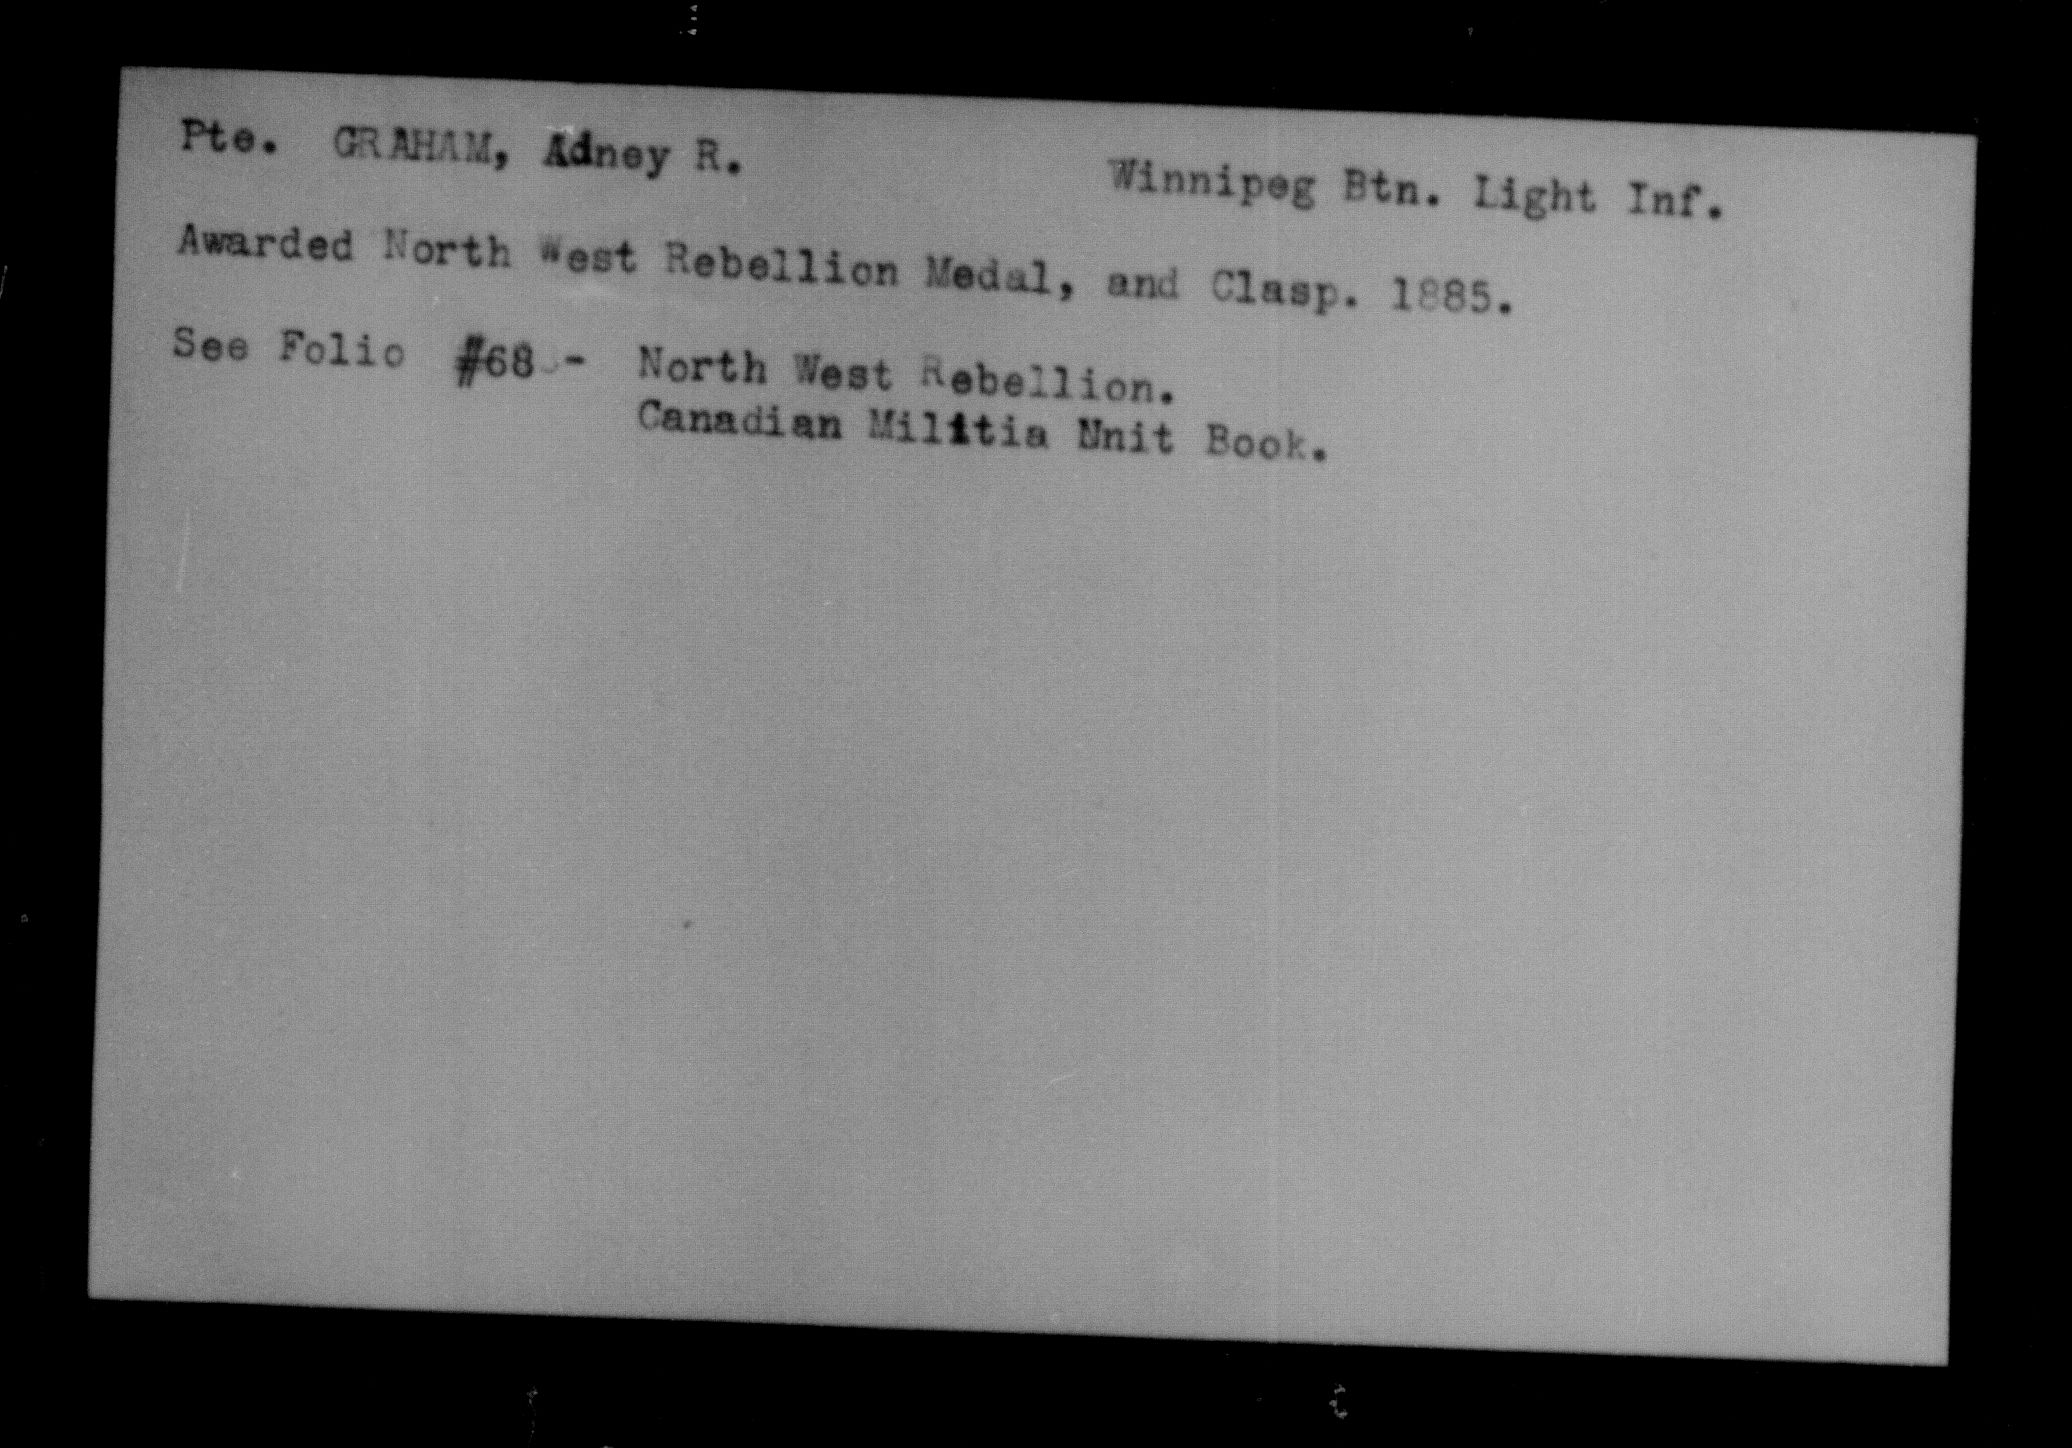 Pte. GRAHAM, Adney R. Winnipeg Btn. Light Inf.
Awarded North West Rebellion Medal, and Clasp. 1885.
See Folio #68 - North West Rebellion.
Canadian Militia Unit Book.